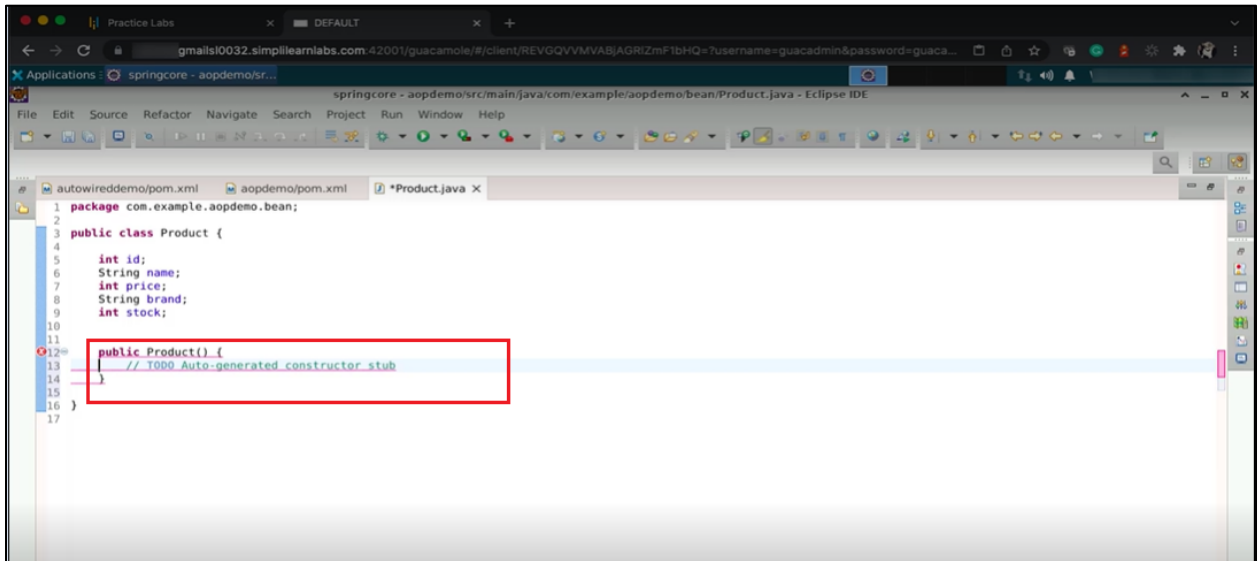 Practice Labs
DEFAULT
gmailsl0032.simplilearnlabs.com:42001/guacamole/#/client/REVGQVVMVABjAGRlZmF1bHQ=?username=guacadmin&password=guaca...
Applications : springcore - aopdemo/sr...
springcore - aopdemo/src/main/java/com/example/aopdemo/bean/Product.java - Eclipse IDE
File Edit Source Refactor Navigate Search Project Run Window Help
autowireddemo/pom.xml aopdemo/pom.xml *Product.java
1 package com.example.aopdemo.bean;
2
3 public class Product {
4
5 int id;
6 String name;
7 int price;
8 String brand;
9 int stock;
10
11
12 public Product() {
13 // TODO Auto-generated constructor stub
14 }
15
16 }
17